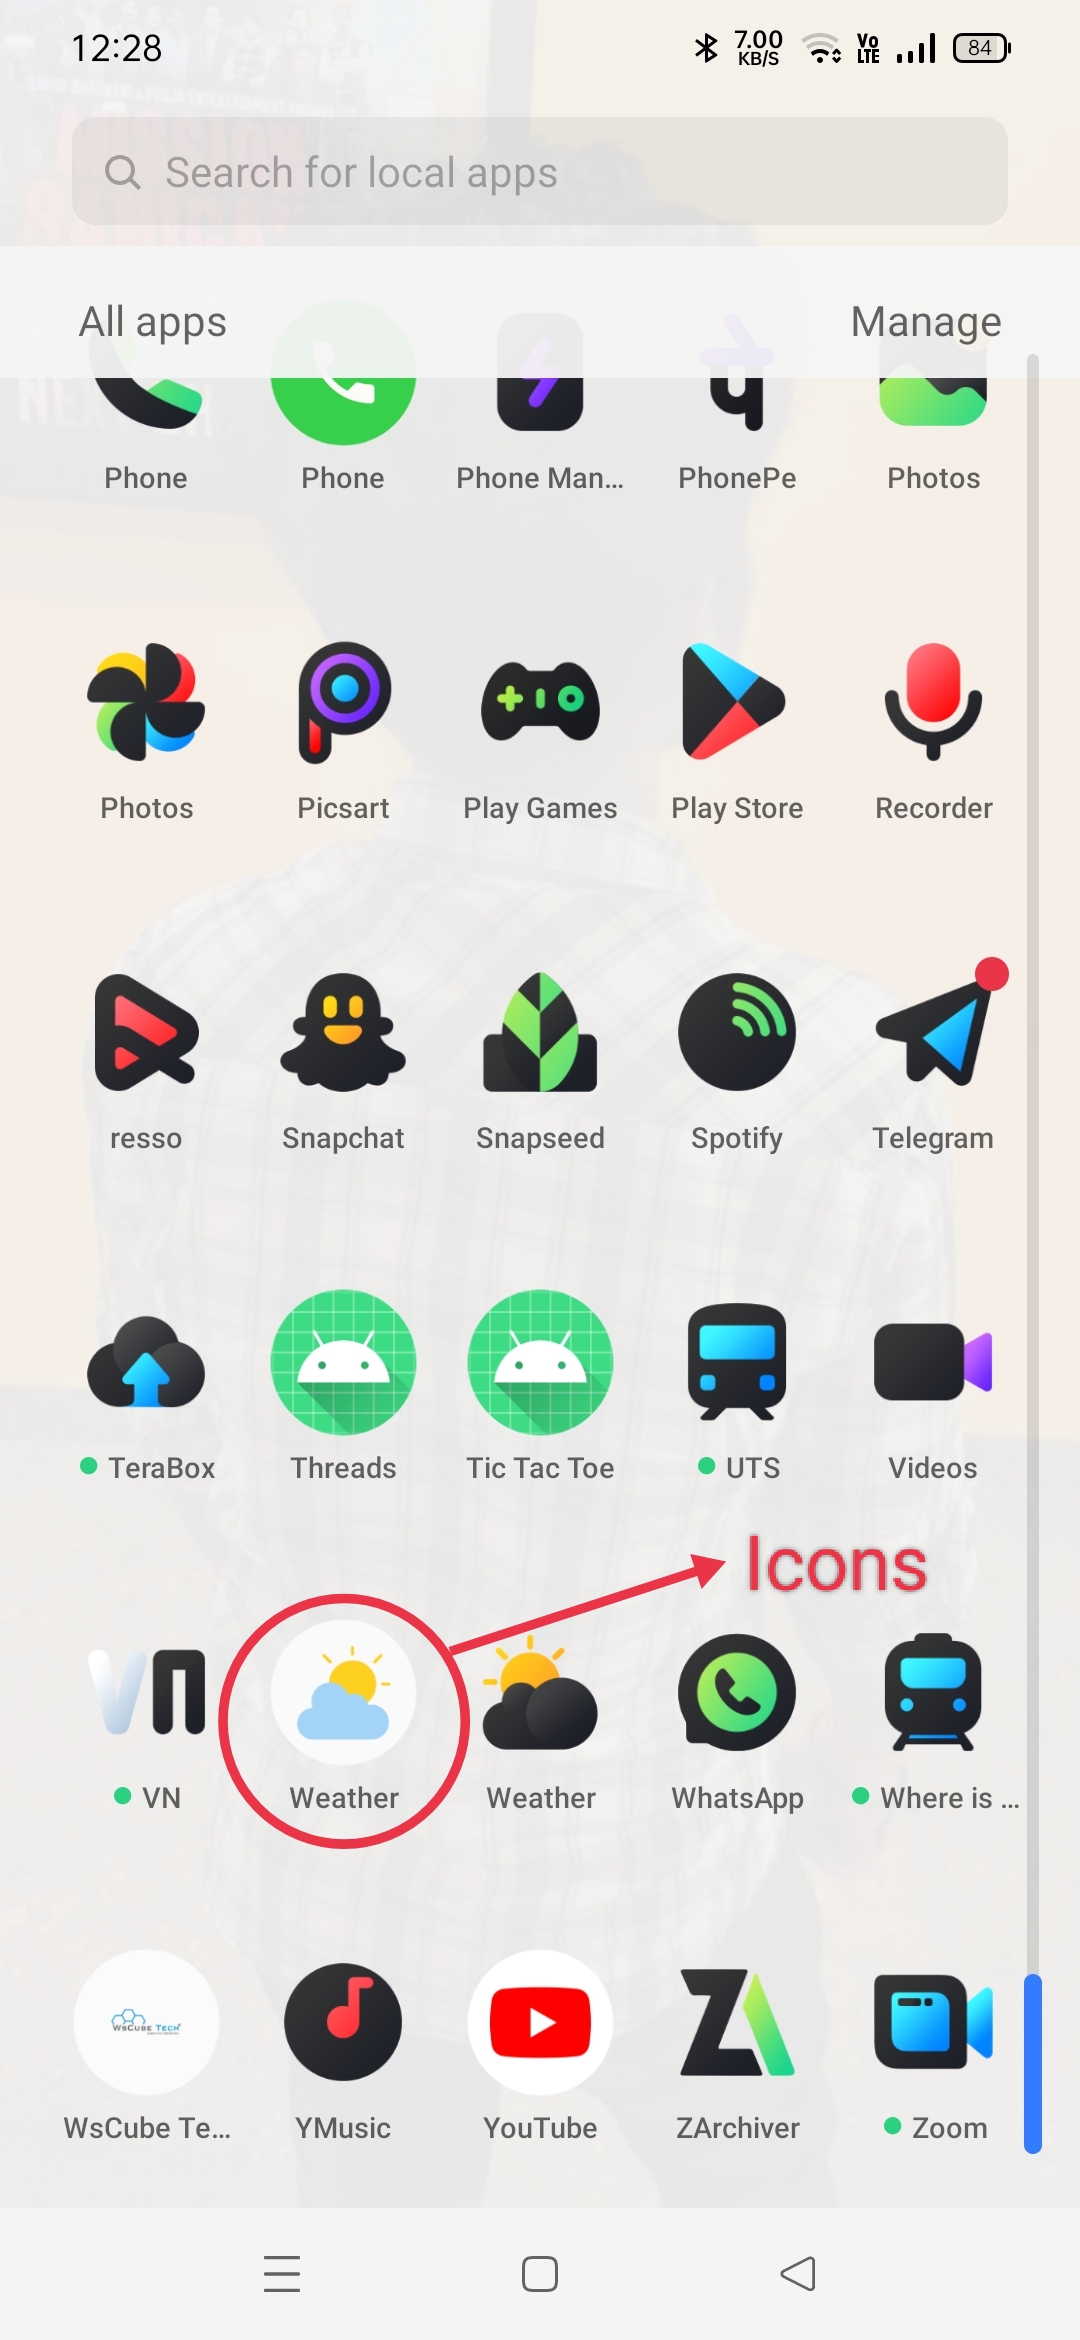 12:28
7.00
KB/S
Vo
LTE
84
Search for local apps
All apps
Manage
Phone
Phone
Phone Man...
PhonePe
Photos
Photos
Picsart
Play Games
Play Store
Recorder
resso
Snapchat
Snapseed
Spotify
Telegram
TeraBox
Threads
Tic Tac Toe
UTS
Videos
Icons
VN
Weather
Weather
WhatsApp
Where is ...
WSCUBE TECH
WsCube Te...
YMusic
YouTube
ZArchiver
Zoom